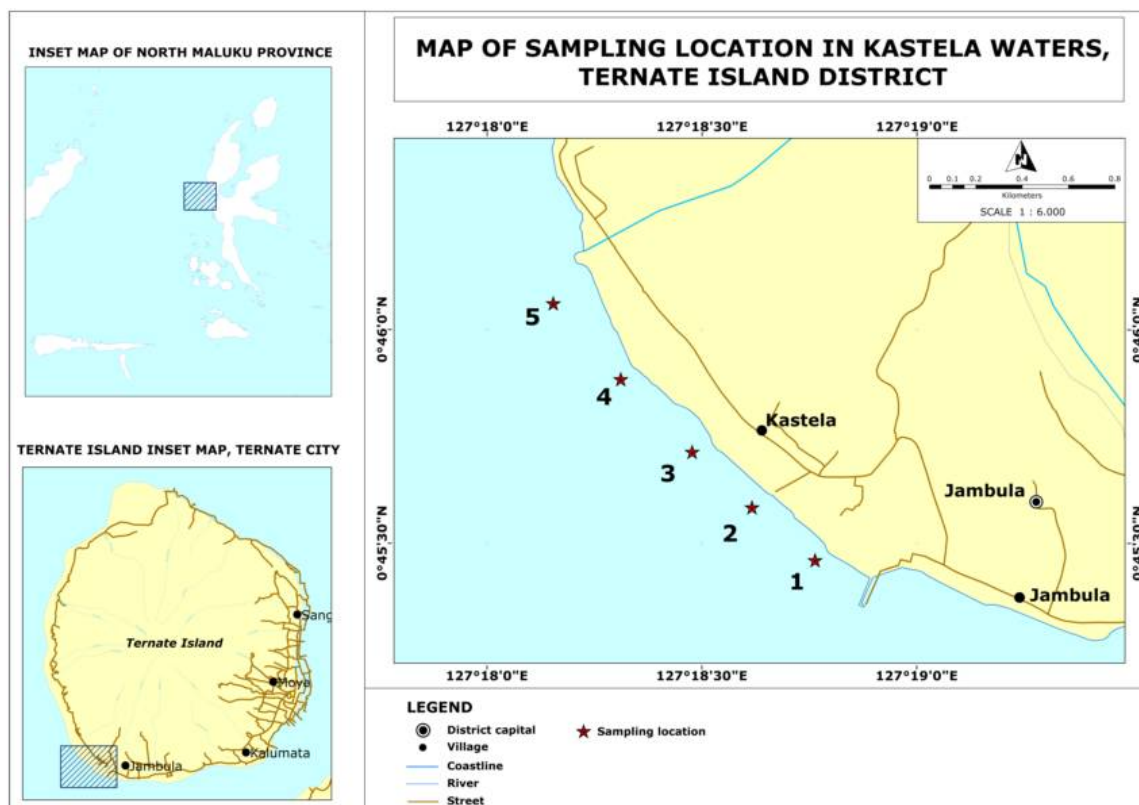 INSET MAP OF NORTH MALUKU PROVINCE
TERNATE ISLAND INSET MAP, TERNATE CITY
Sang
Ternate Island
Moya
Kalumata
Jambula
MAP OF SAMPLING LOCATION IN KASTELA WATERS,
TERNATE ISLAND DISTRICT
127°18'0"E 127°18'30"E 127°19'0"E
N
0 0.1 0.2 0.4 0.6 0.8
Kilometers
SCALE 1 : 6.000
0°46'0"N
0°46'0"N
5
4
Kastela
3
Jambula
2
0°45'30"N
0°45'30"N
1
Jambula
127°18'0"E 127°18'30"E 127°19'0"E
LEGEND
District capital
Sampling location
Village
Coastline
River
Street